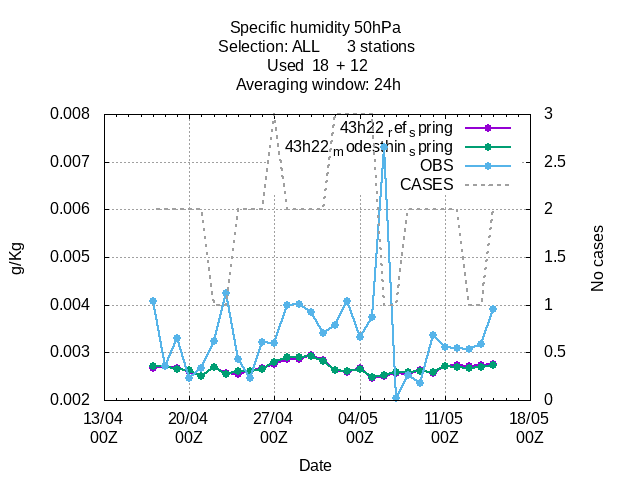 Specific humidity 50hPa
Selection: ALL 3 stations
Used 18 + 12
Averaging window: 24h
0.008
0.007
0.006
0.005
0.004
0.003
0.002
g/Kg
3
2.5
2
1.5
1
0.5
0
No cases
43h22ref_spring
43h22modesthin_spring
OBS
CASES
13/04 20/04 27/04 04/05 11/05 18/05
00Z 00Z 00Z 00Z 00Z 00Z
Date